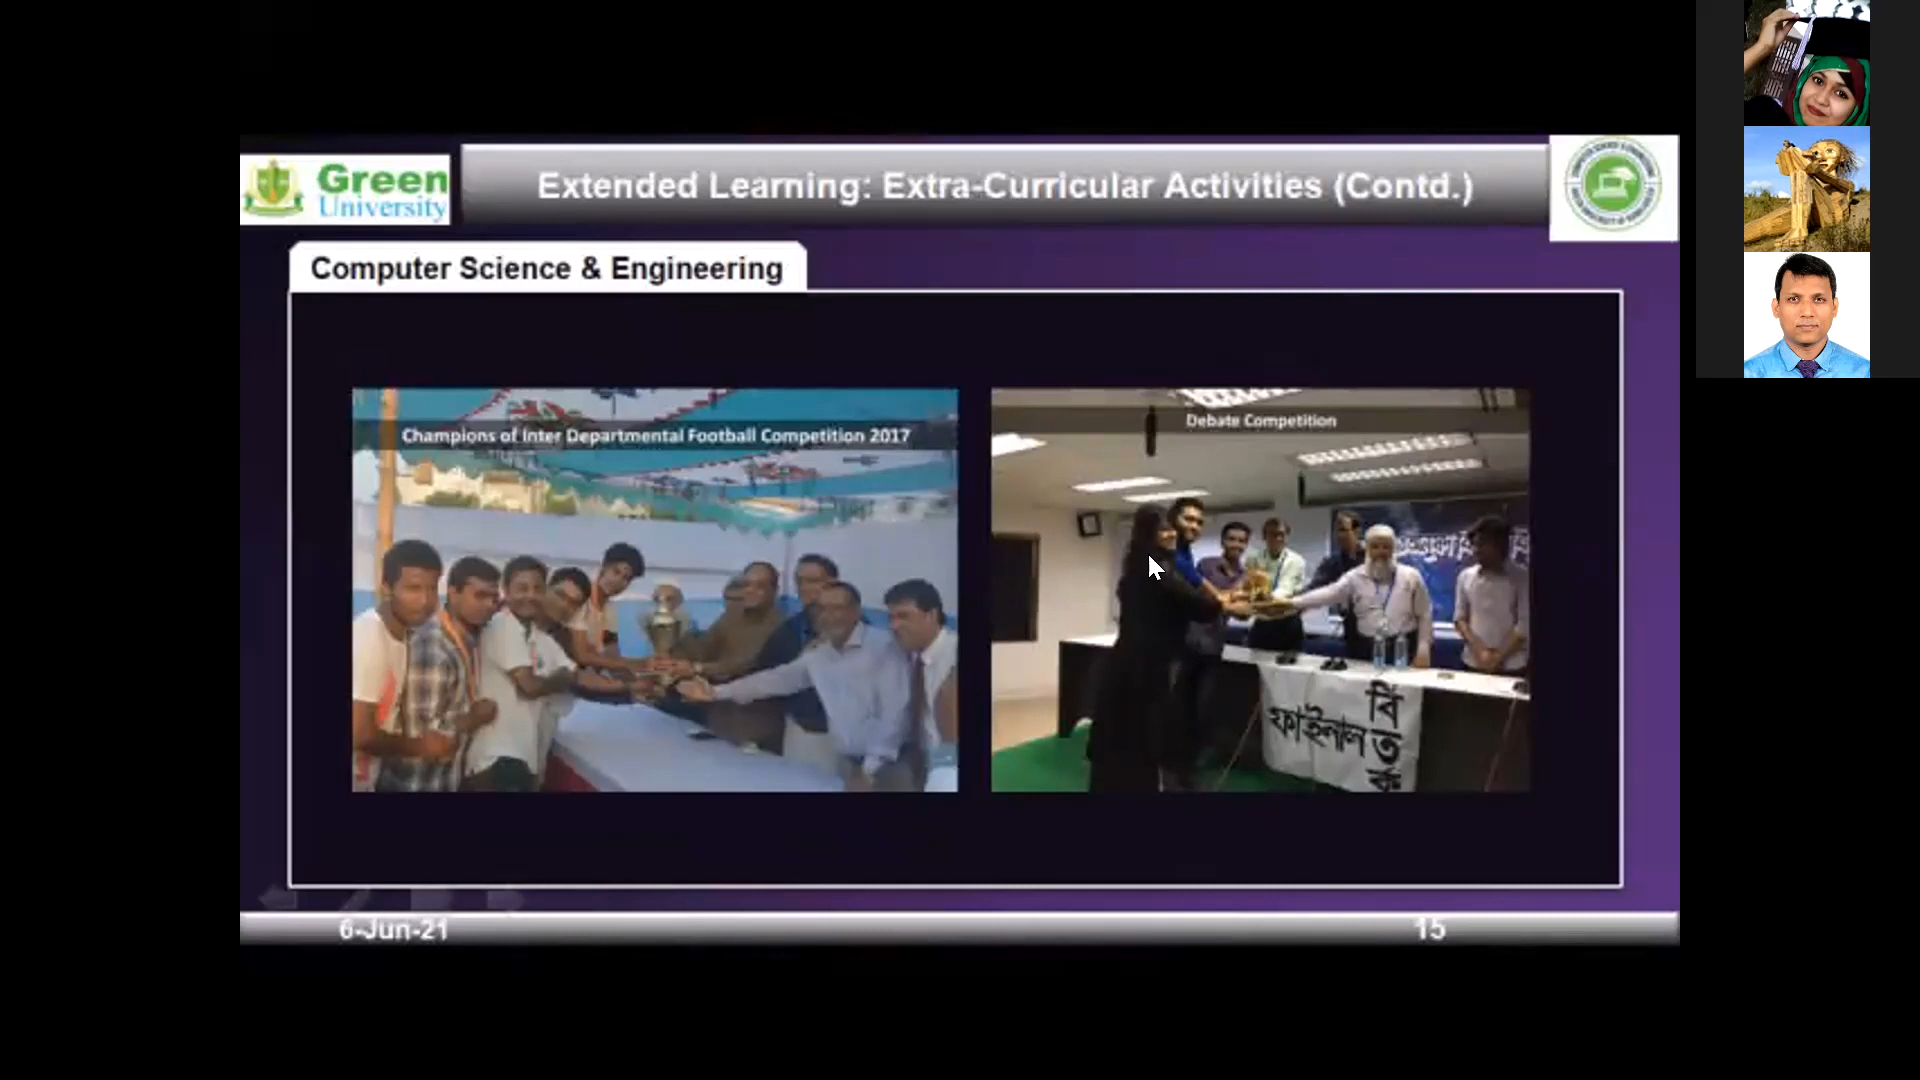 Green
University
Extended Learning: Extra-Curricular Activities (Contd.)
Computer Science & Engineering
Champions of Inter Departmental Football Competition 2017
Debate Competition
ফাইনাল
বিতর্ক
6-Jun-21
15